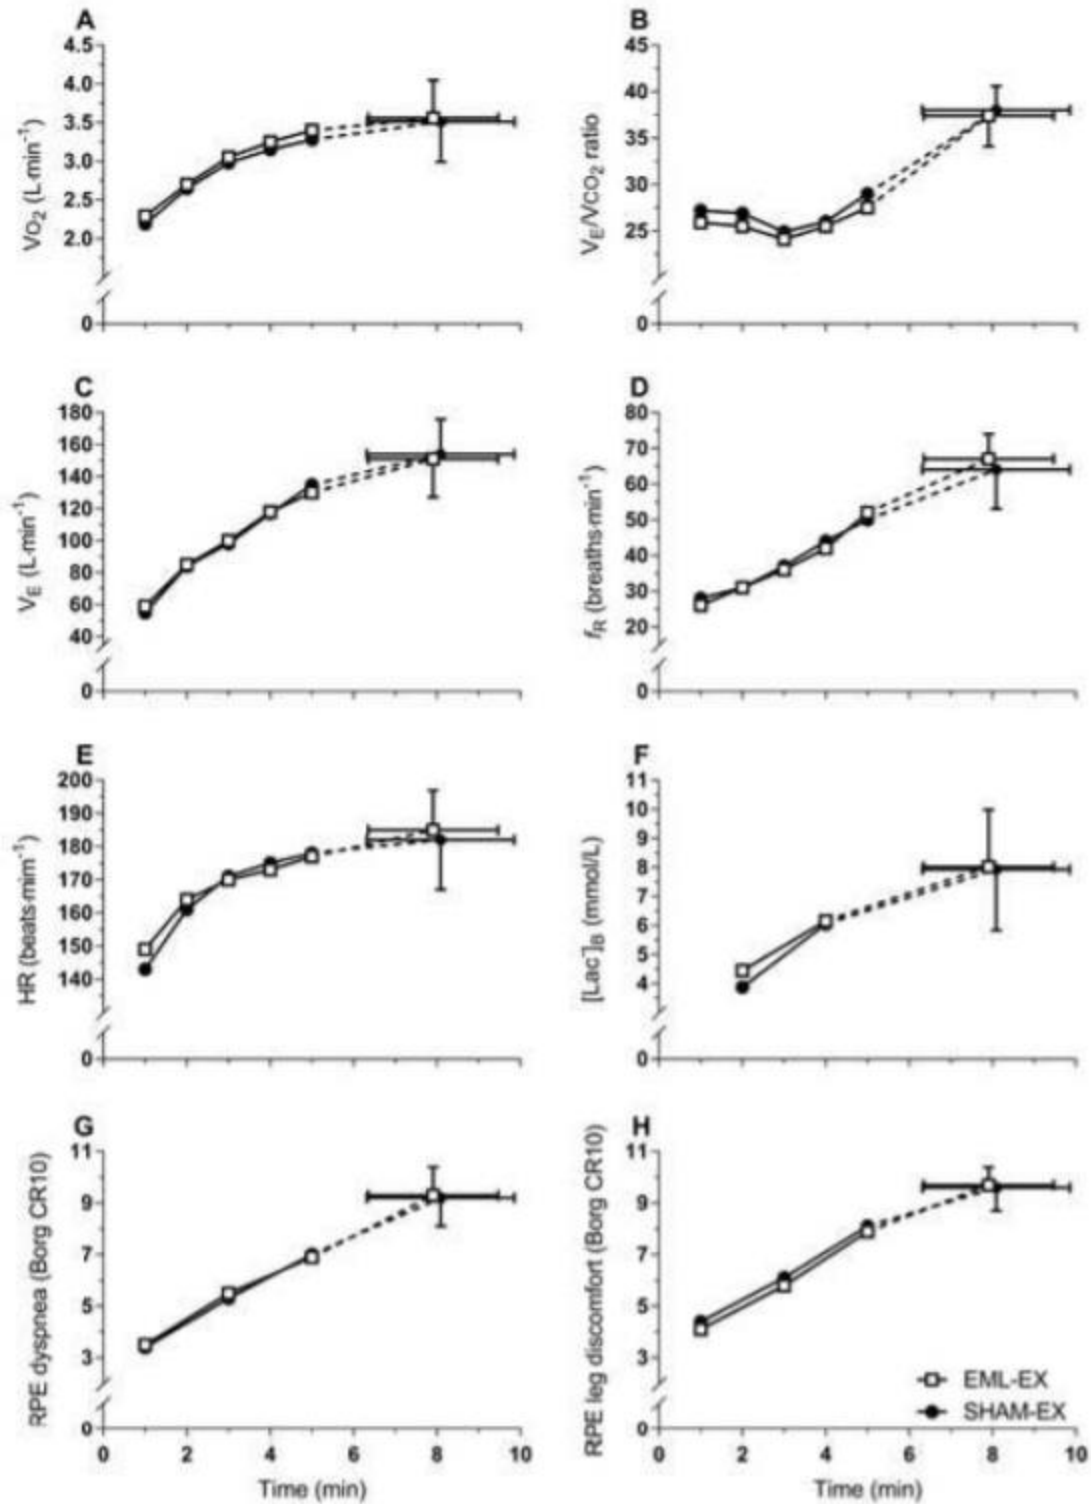 A
4.5
4.0
3.5
3.0
2.5
2.0
0
VO2 (L·min-1)
B
45
40
35
30
25
0
VE/VCO2 ratio
C
180
160
140
120
100
80
60
40
0
VE (L·min-1)
D
80
70
60
50
40
30
20
0
fR (breaths·min-1)
E
200
190
180
170
160
150
140
0
HR (beats·mim-1)
F
11
10
9
8
7
6
5
4
0
[Lac-]B (mmol/L)
G
11
9
7
5
3
0
RPE dyspnea (Borg CR10)
0 2 4 6 8 10
Time (min)
H
11
9
7
5
3
0
RPE leg discomfort (Borg CR10)
EML-EX
SHAM-EX
0 2 4 6 8 10
Time (min)